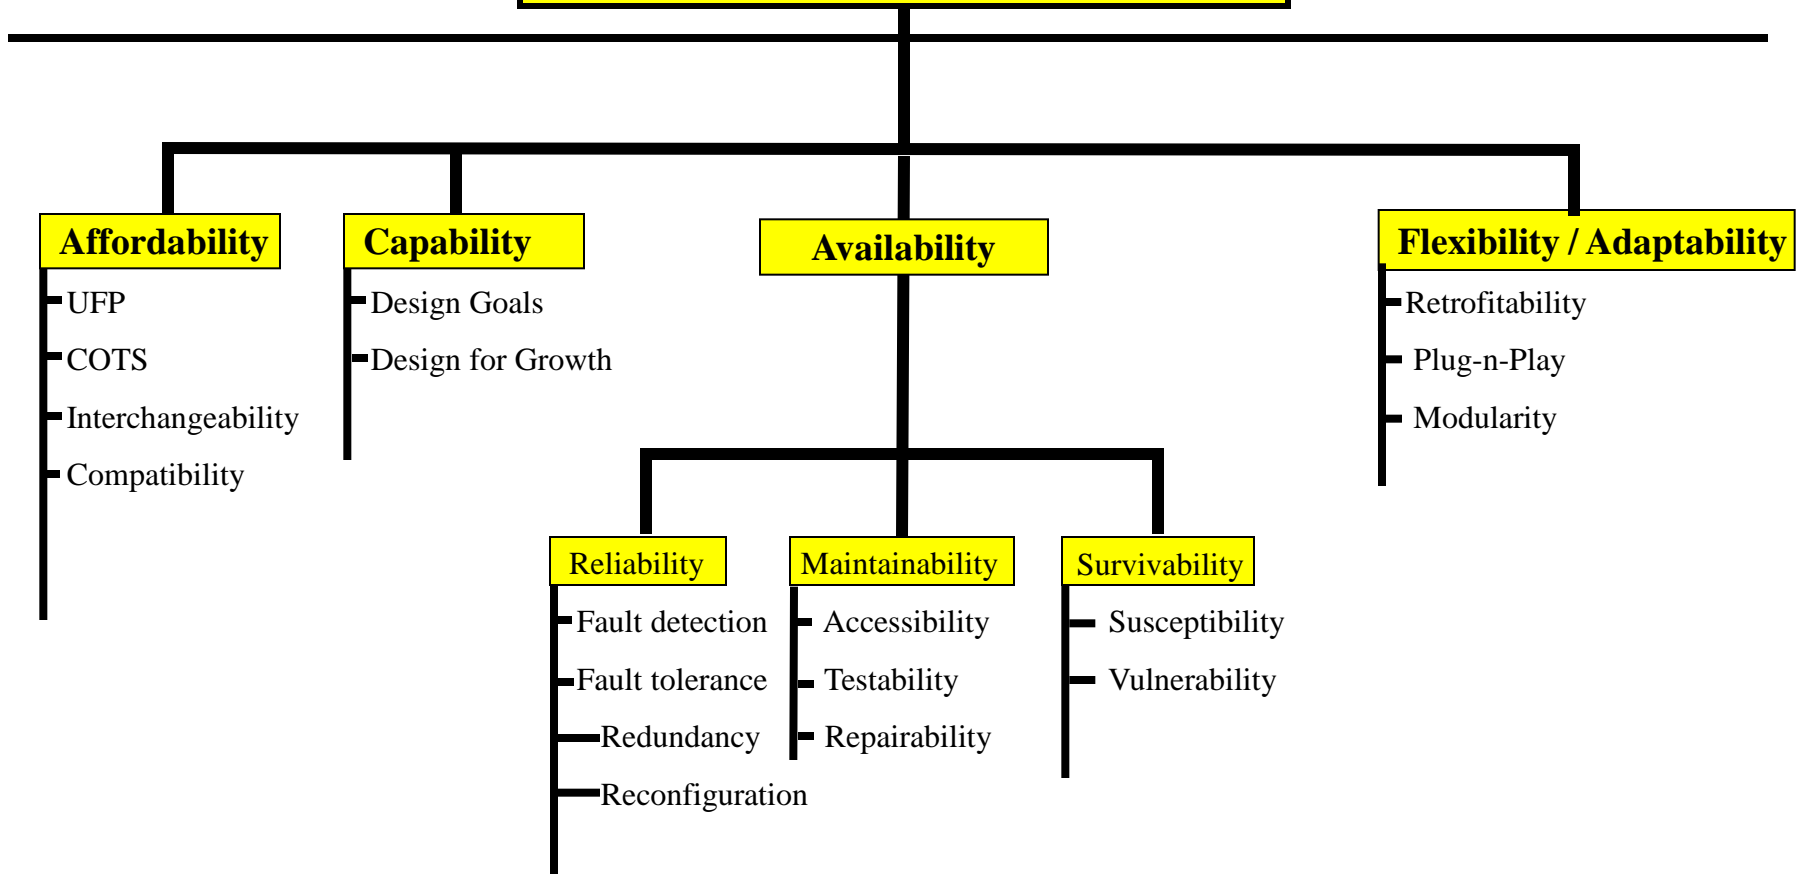 Affordability
UFP
COTS
Interchangeability
Compatibility
Capability
Design Goals
Design for Growth
Availability
Reliability
Fault detection
Fault tolerance
Redundancy
Reconfiguration
Maintainability
Accessibility
Testability
Repairability
Survivability
Susceptibility
Vulnerability
Flexibility / Adaptability
Retrofitability
Plug-n-Play
Modularity